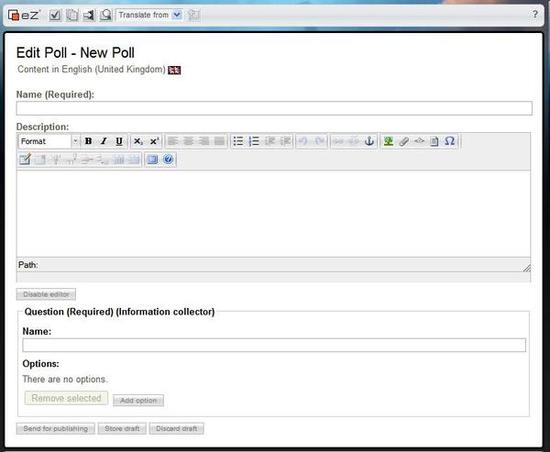 eZ Translate from ?
Edit Poll - New Poll
Content in English (United Kingdom)
Name (Required):
Description:
Format B I U X₂ X² Ω
Path:
Disable editor
Question (Required) (Information collector)
Name:
Options:
There are no options.
Remove selected Add option
Send for publishing Store draft Discard draft